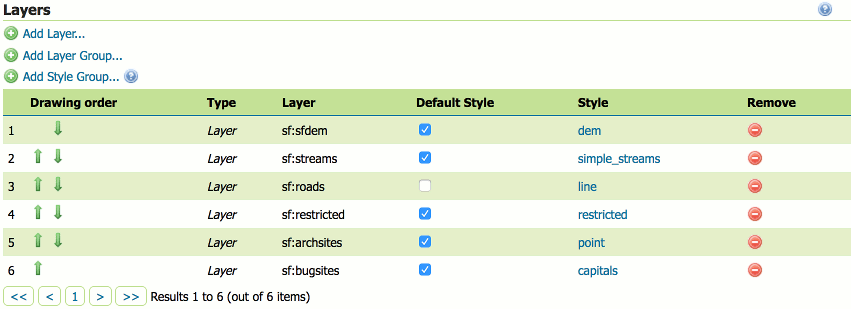 Layers
Add Layer...
Add Layer Group...
Add Style Group...
Drawing order Type Layer Default Style Style Remove
1 Layer sf:sfdem dem
2 Layer sf:streams simple_streams
3 Layer sf:roads line
4 Layer sf:restricted restricted
5 Layer sf:archsites point
6 Layer sf:bugsites capitals
<< < 1 > >> Results 1 to 6 (out of 6 items)